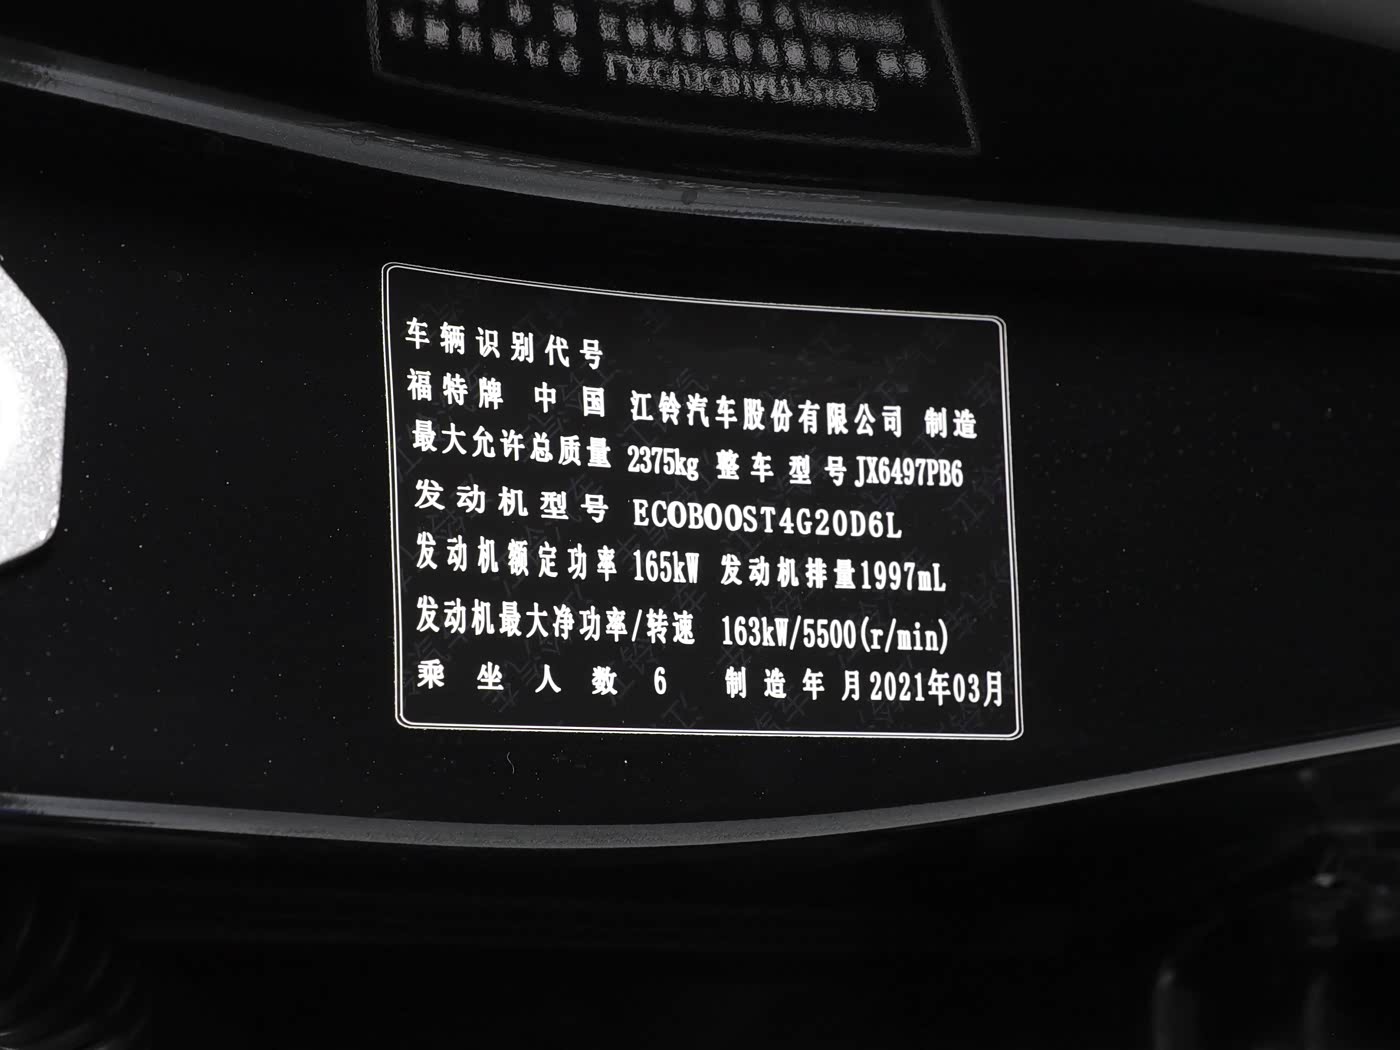 车辆识别代号
福特牌 中国 江铃汽车股份有限公司 制造
最大允许总质量 2375kg 整车型号JX6497PB6
发动机型号 ECOBOOST4G20D6L
发动机额定功率 165kW 发动机排量1997mL
发动机最大净功率/转速 163kW/5500(r/min)
乘坐人数 6 制造年月2021年03月